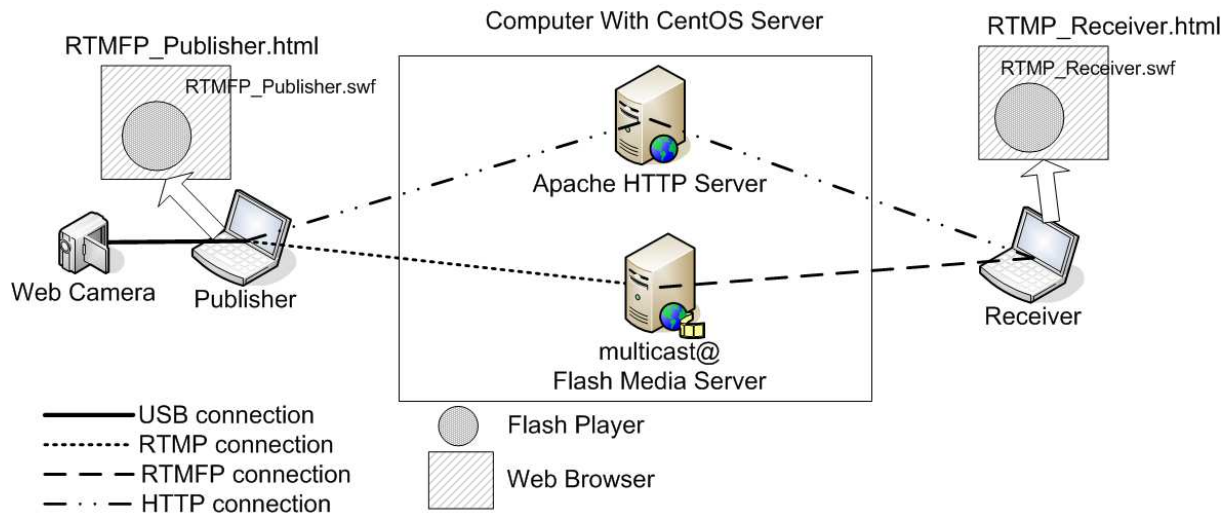 Computer With CentOS Server
RTMFP_Publisher.html
RTMFP_Publisher.swf
RTMP_Receiver.html
RTMP_Receiver.swf
Apache HTTP Server
Web Camera
Publisher
Receiver
multicast@
Flash Media Server
USB connection
RTMP connection
RTMFP connection
HTTP connection
Flash Player
Web Browser